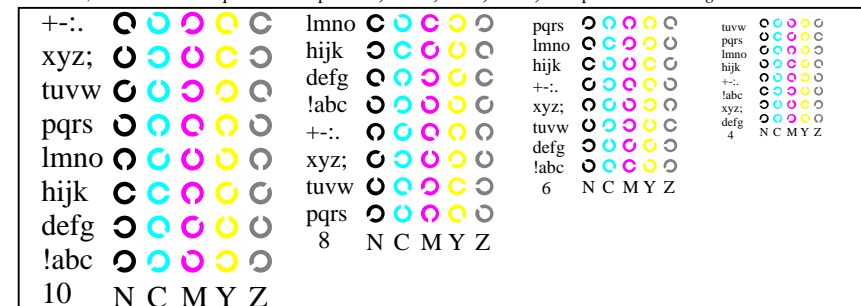 +-:.
xyz;
tuvw
pqrs
lmno
hijk
defg
!abc
10 N C M Y Z
lmno
hijk
defg
!abc
+-:.
xyz;
tuvw
pqrs
8 N C M Y Z
pqrs
lmno
hijk
+-:.
xyz;
tuvw
defg
!abc
6 N C M Y Z
tuvw
pqrs
lmno
hijk
+-:.
!abc
xyz;
defg
4 N C M Y Z